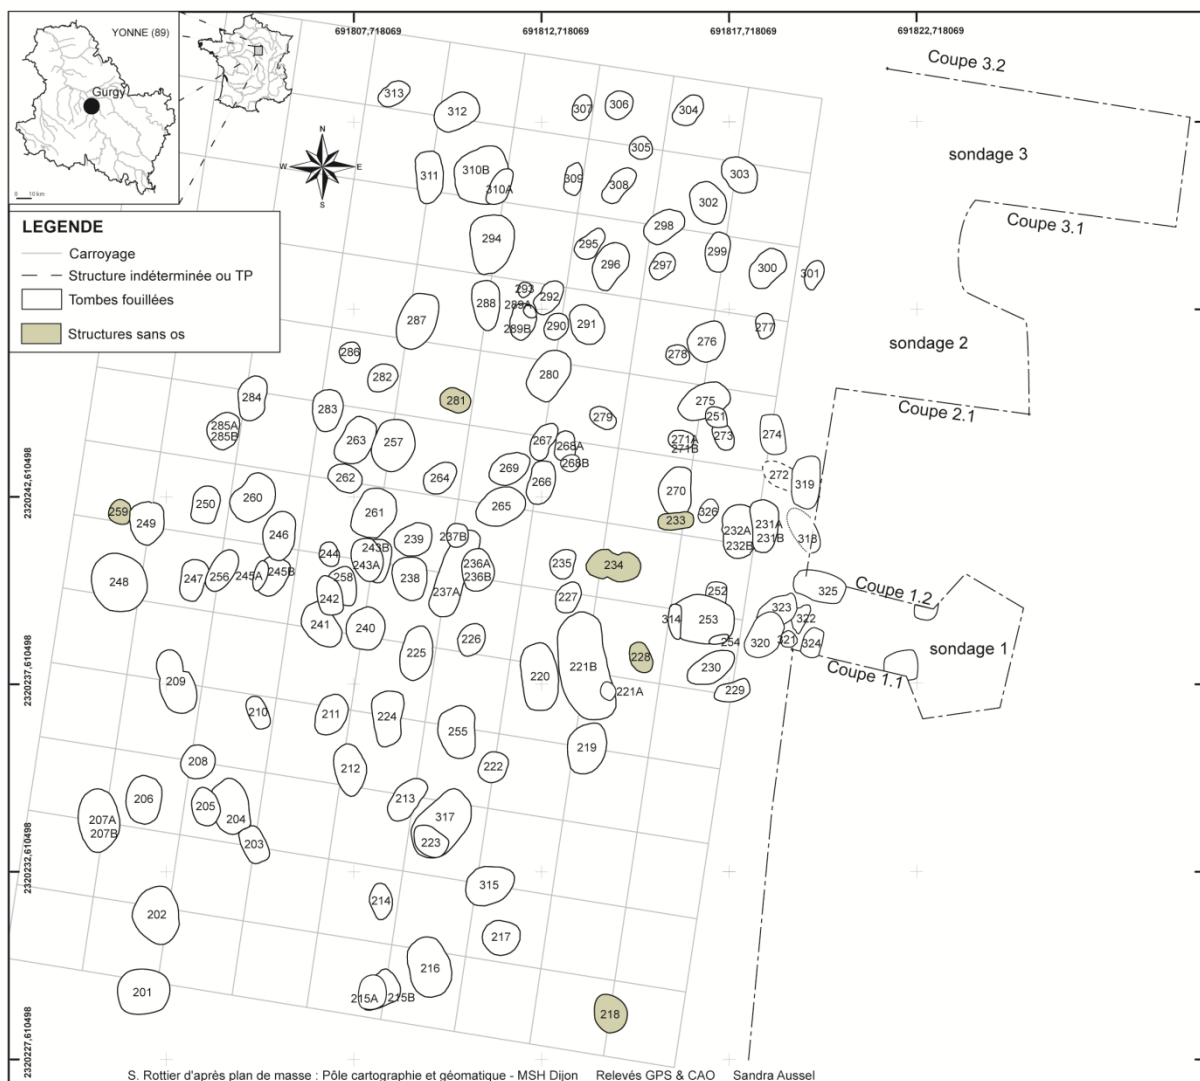 691807,718069
691812,718069
691817,718069
691822,718069
YONNE (89)
Gurgy
0 10 km
N
W E
S
LEGENDE
Carroyage
Structure indéterminée ou TP
Tombes fouillées
Structures sans os
Coupe 3.2
sondage 3
Coupe 3.1
sondage 2
Coupe 2.1
Coupe 1.2
sondage 1
Coupe 1.1
2320242,610498
2320237,610498
2320232,610498
2320227,610498
313
312
307
306
304
305
311
310B
310A
309
308
303
302
298
294
295
296
297
299
300
301
293
292
288
289A
289B
290
291
287
277
276
278
286
282
280
281
284
283
275
279
251
285A
285B
263
257
267
268A
268B
271A
271B
273
274
262
264
269
266
272
319
260
250
265
270
259
249
261
233
326
232A
232B
231A
231B
318
246
239
237B
244
243B
243A
236A
236B
235
234
248
247
256
245A
245B
258
238
237A
242
227
252
325
241
240
314
253
323
322
226
254
320
321
324
225
228
220
221B
230
209
221A
229
210
211
224
255
219
208
212
222
206
205
204
213
317
207A
207B
203
223
315
214
202
217
216
201
215A
215B
218
S. Rottier d'après plan de masse : Pôle cartographie et géomatique - MSH Dijon Relevés GPS & CAO Sandra Aussel